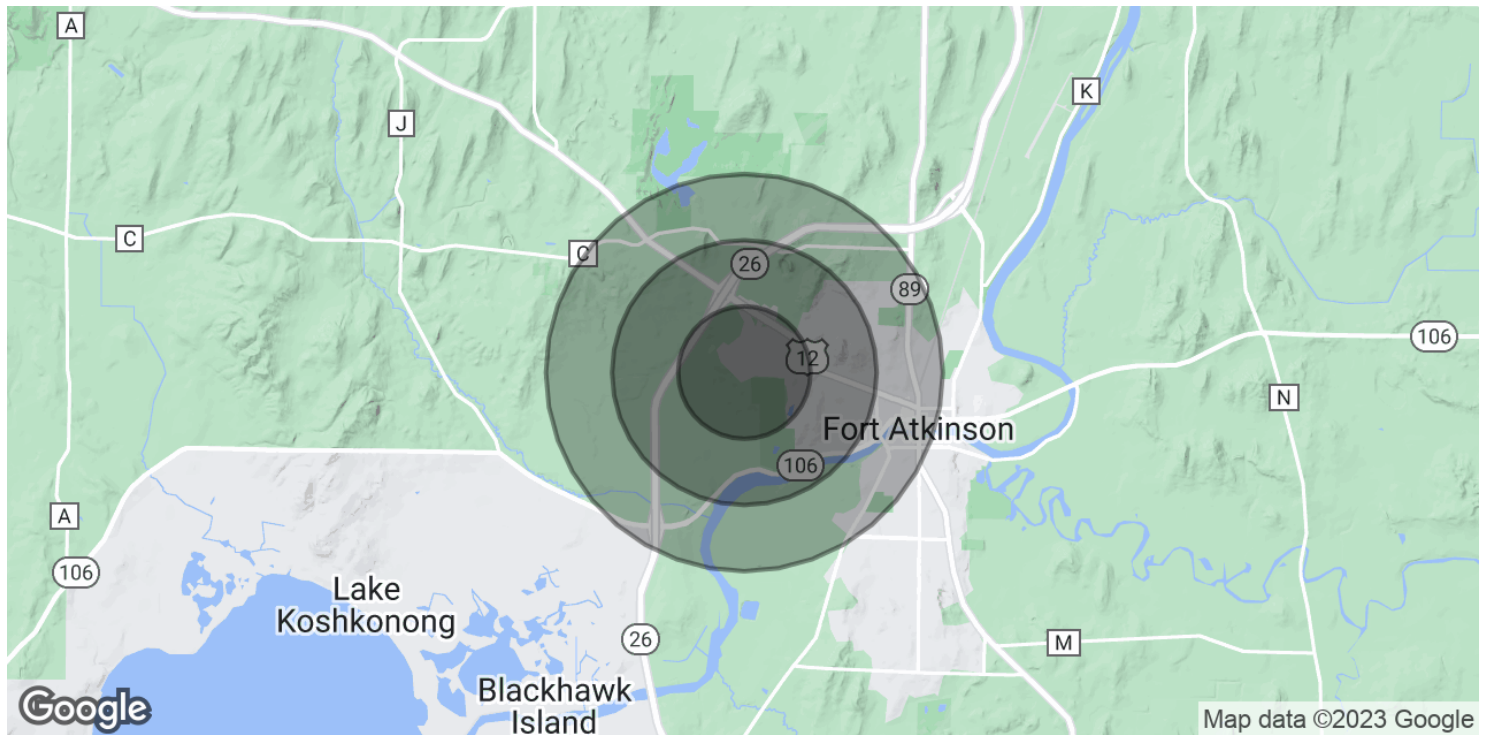 A
K
J
C
C
26
89
106
12
N
Fort Atkinson
106
A
106
Lake
Koshkonong
26
M
Blackhawk
Island
Google
Map data ©2023 Google